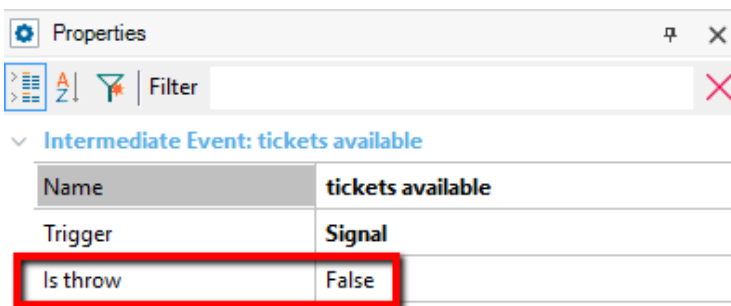 Properties
A Z Filter
Intermediate Event: tickets available
Name tickets available
Trigger Signal
Is throw False